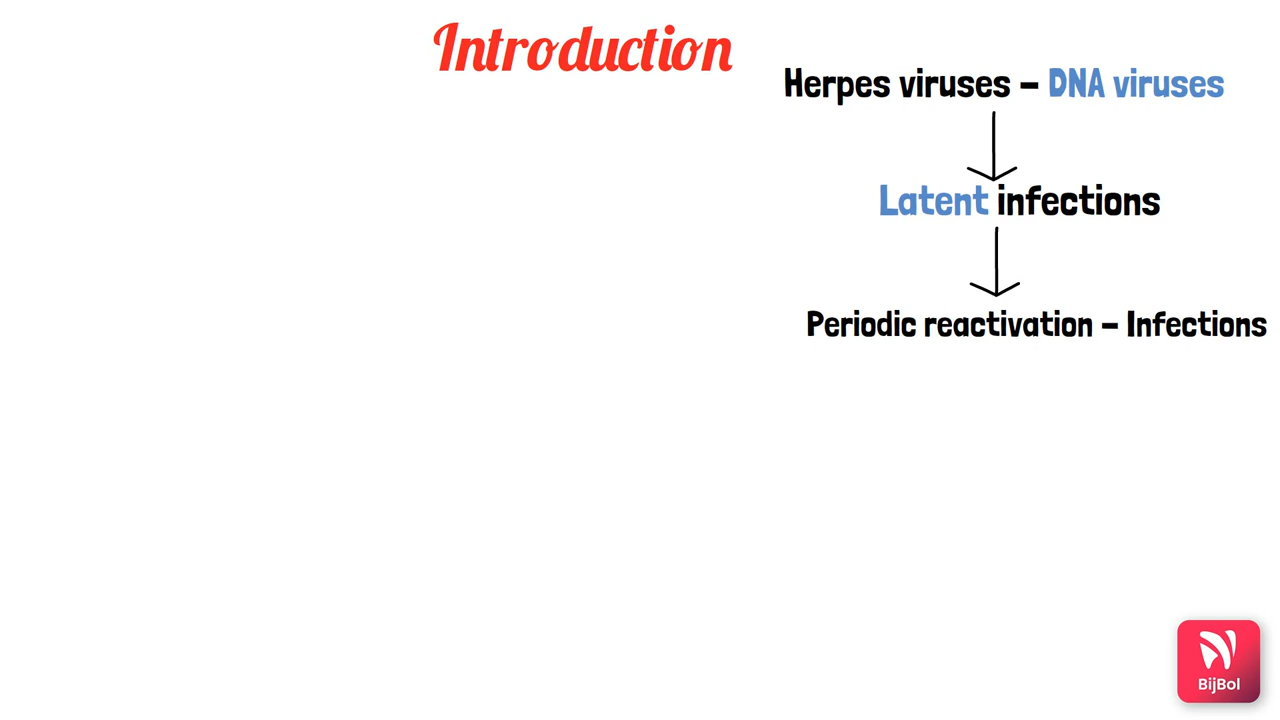 Introduction
Herpes viruses – DNA viruses
Latent infections
Periodic reactivation – Infections
BijBol